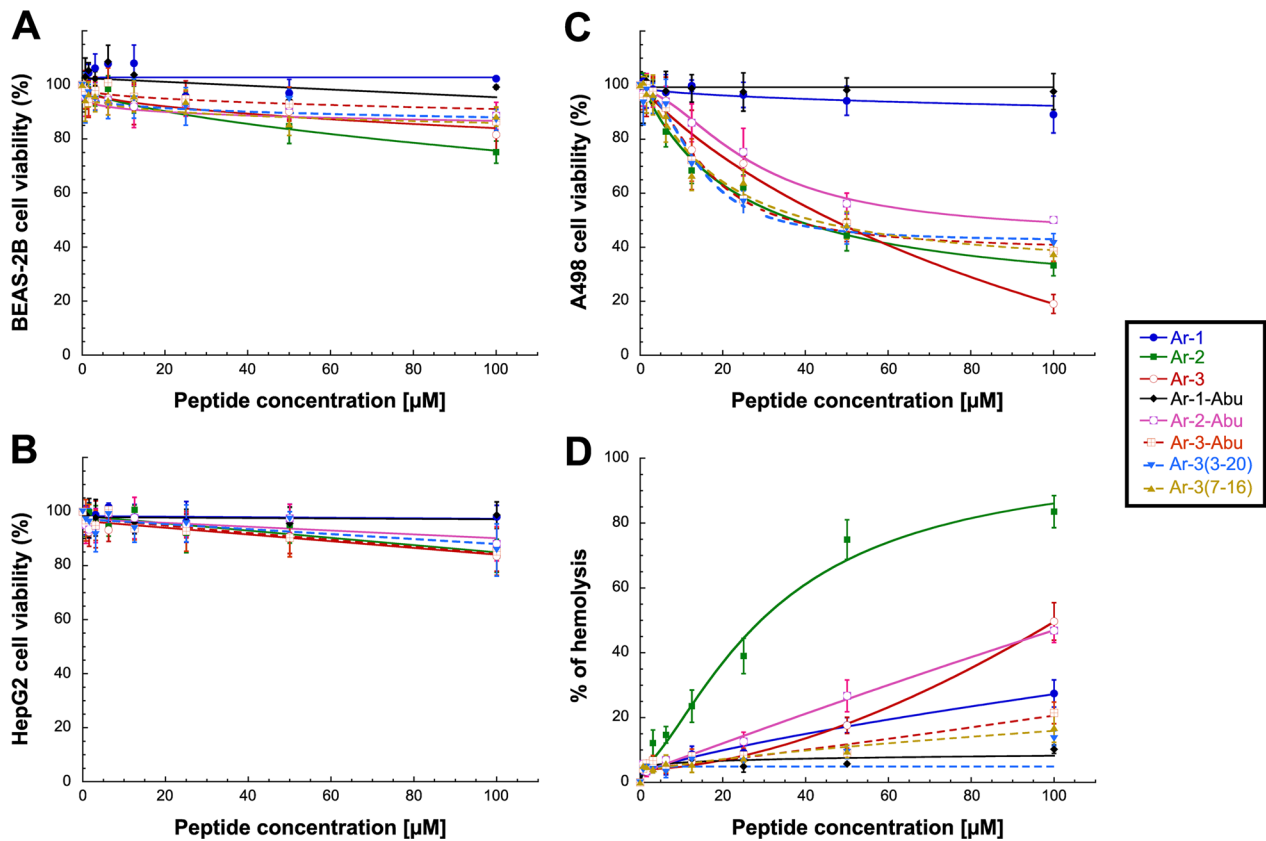 A
BEAS-2B cell viability (%)
100
80
60
40
20
0
0 20 40 60 80 100
Peptide concentration [µM]
C
A498 cell viability (%)
100
80
60
40
20
0
0 20 40 60 80 100
Peptide concentration [µM]
B
HepG2 cell viability (%)
100
80
60
40
20
0
0 20 40 60 80 100
Peptide concentration [µM]
D
% of hemolysis
100
80
60
40
20
0
0 20 40 60 80 100
Peptide concentration [µM]
Ar-1
Ar-2
Ar-3
Ar-1-Abu
Ar-2-Abu
Ar-3-Abu
Ar-3(3-20)
Ar-3(7-16)